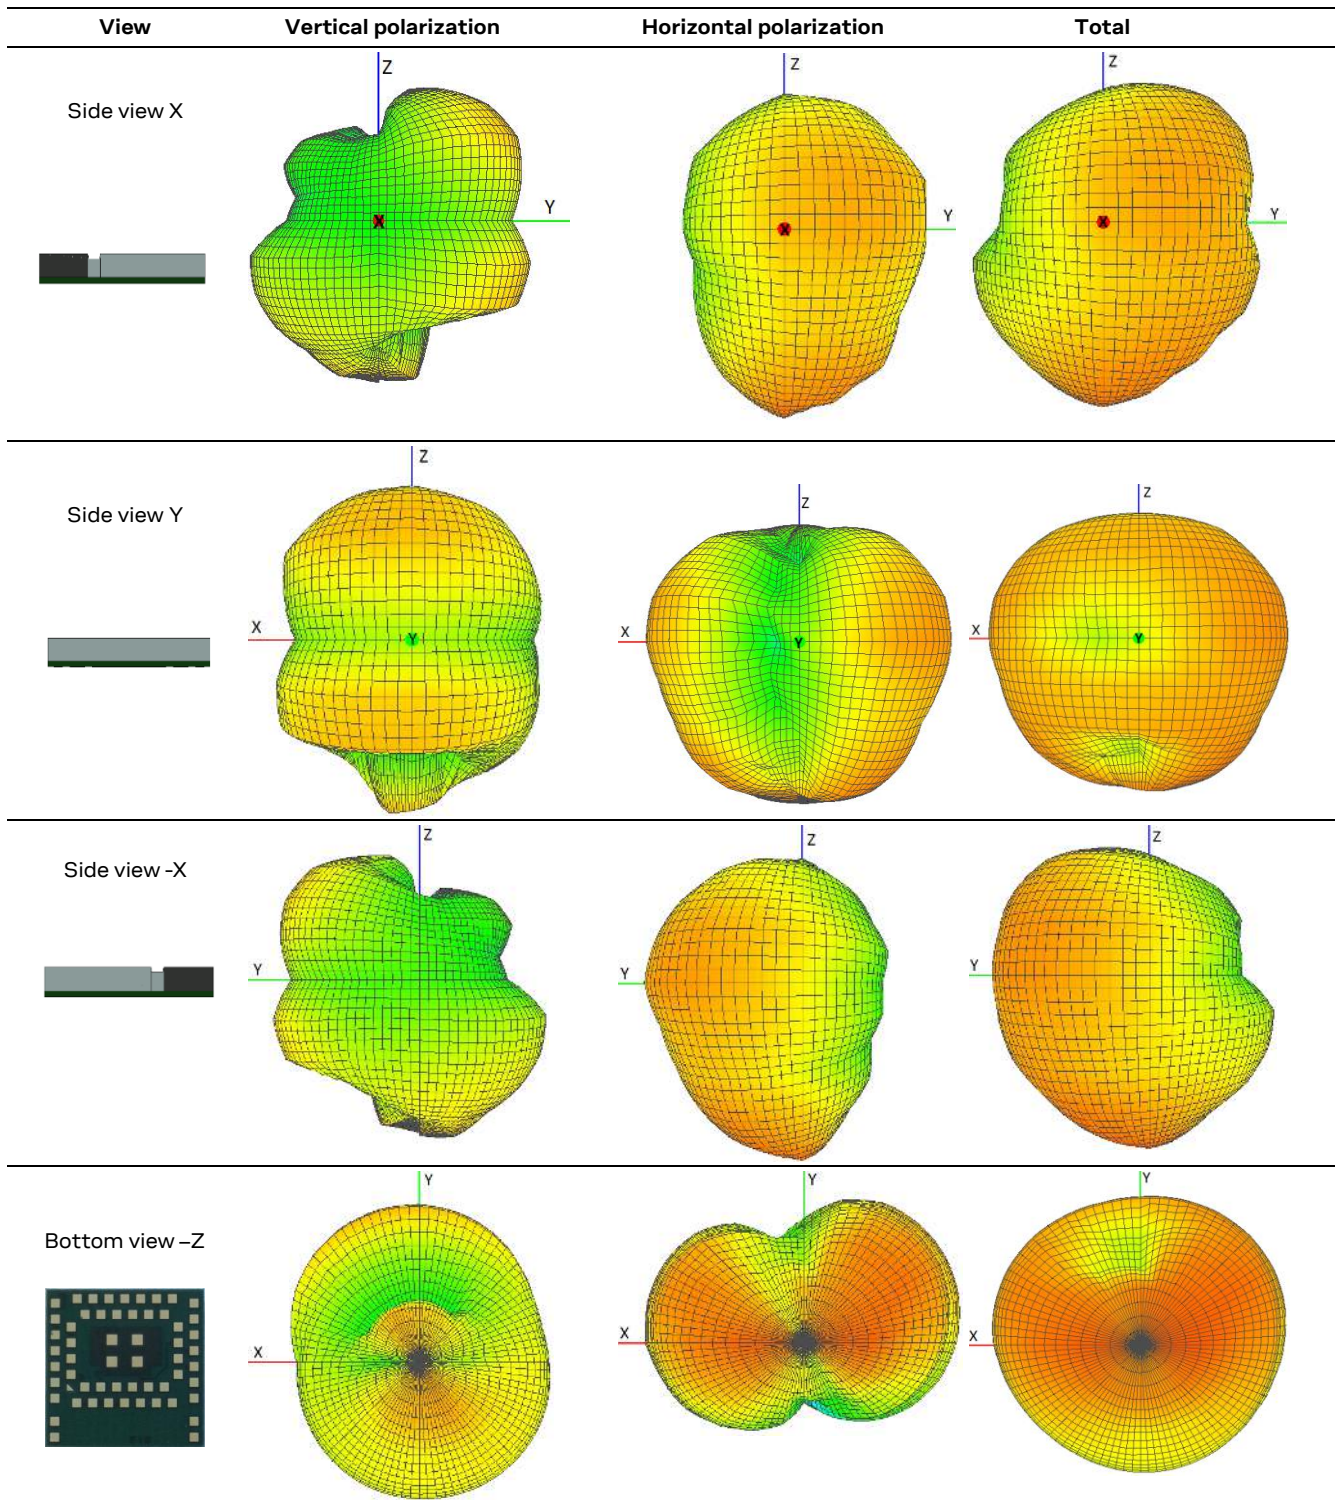 View Vertical polarization Horizontal polarization Total
Side view X
Z Y X
Z Y X
Z Y X
Side view Y
Z X Y
Z X Y
Z X Y
Side view -X
Z Y
Z Y
Z Y
Bottom view –Z
Y X
Y X
Y X